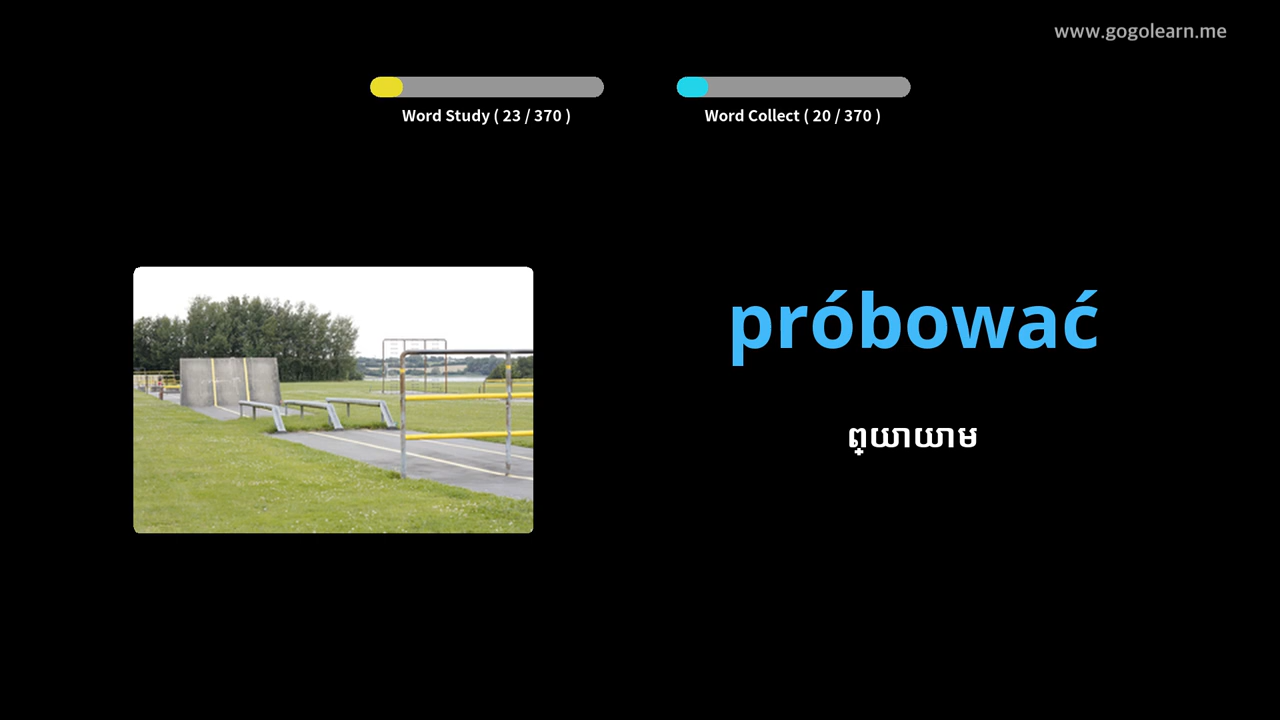 www.gogolearn.me
Word Study ( 23 / 370 )
Word Collect ( 20 / 370 )
próbować
ព្យាយាម